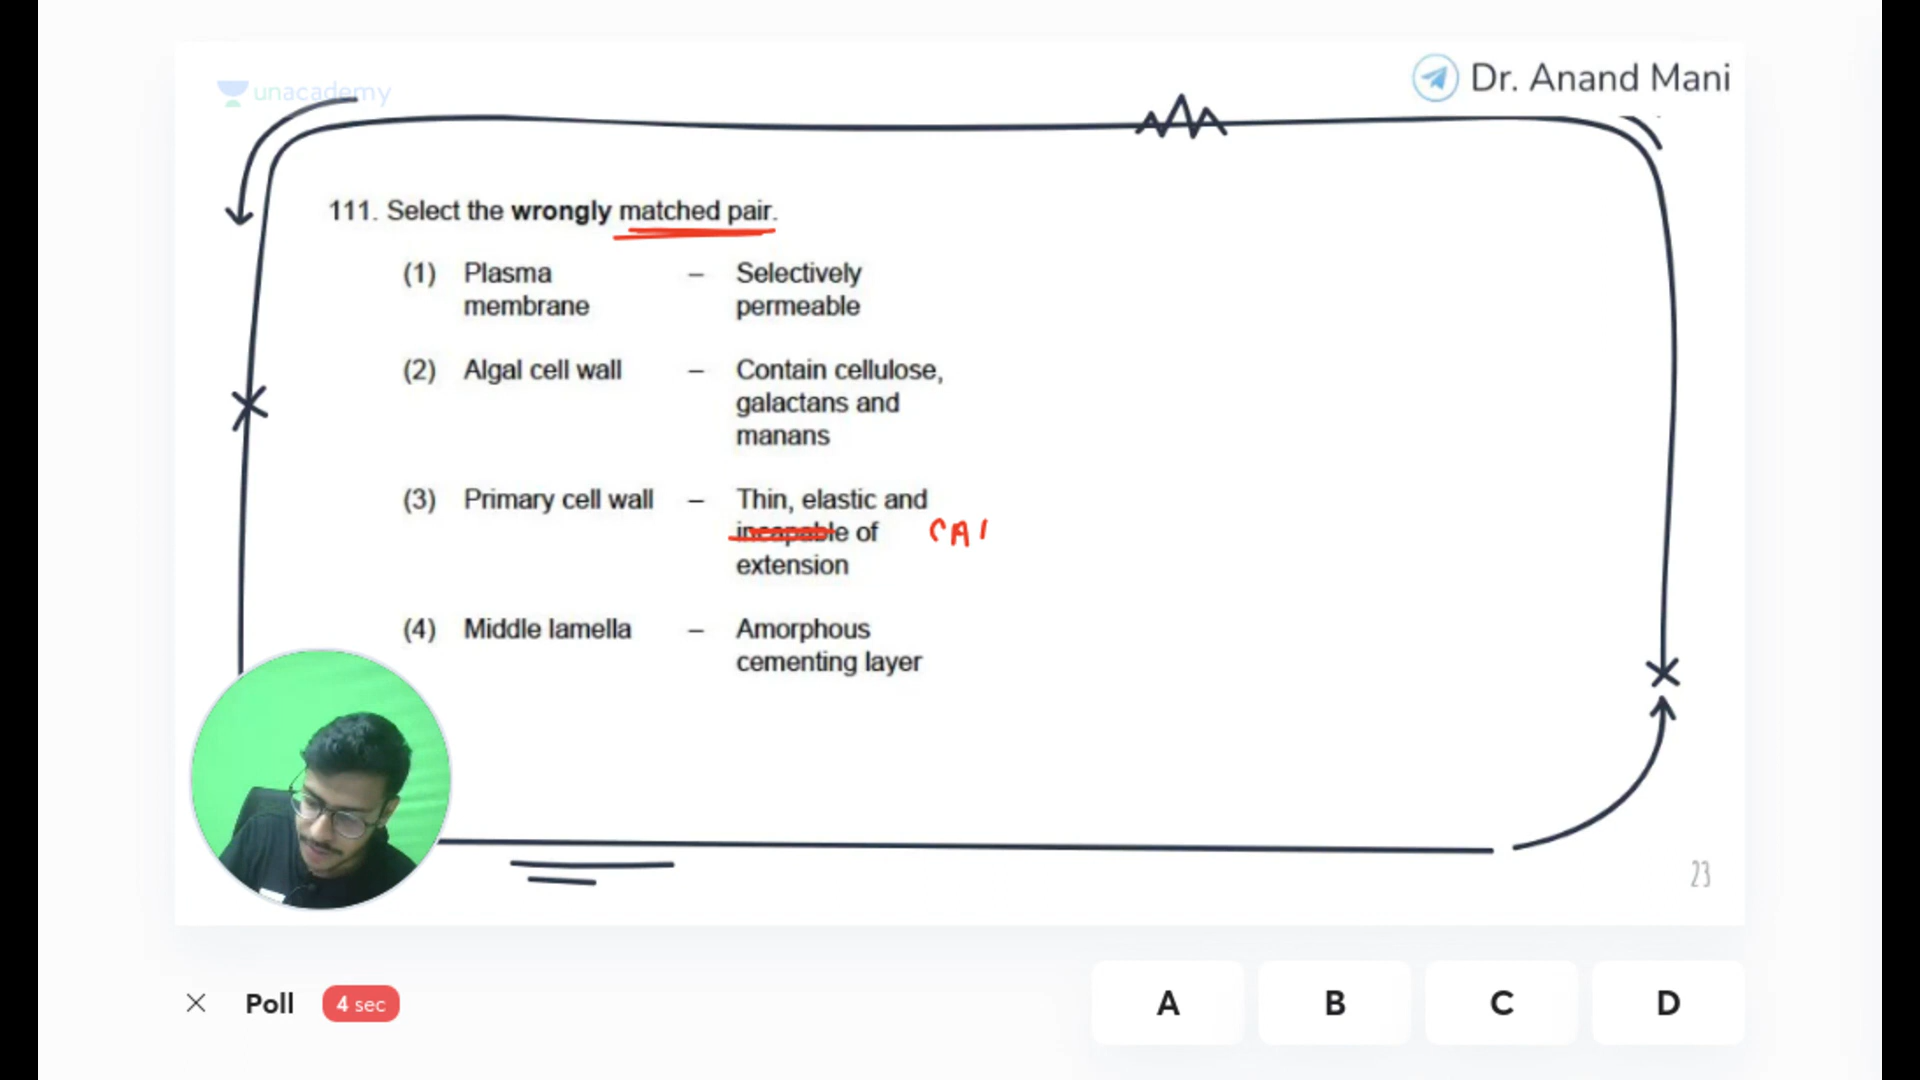 unacademy
Dr. Anand Mani
111. Select the wrongly matched pair.
(1) Plasma membrane – Selectively permeable
(2) Algal cell wall – Contain cellulose, galactans and manans
(3) Primary cell wall – Thin, elastic and incapable of extension
CAP
(4) Middle lamella – Amorphous cementing layer
23
Poll 4 sec
A B C D